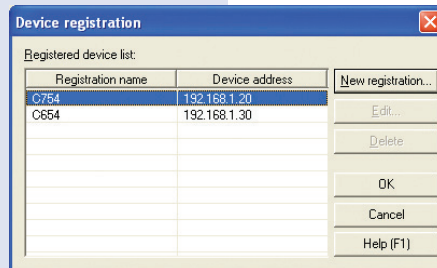 Device registration
Registered device list:
Registration name Device address
C754 192.168.1.20
C654 192.168.1.30
New registration...
Edit...
Delete
OK
Cancel
Help (F1)